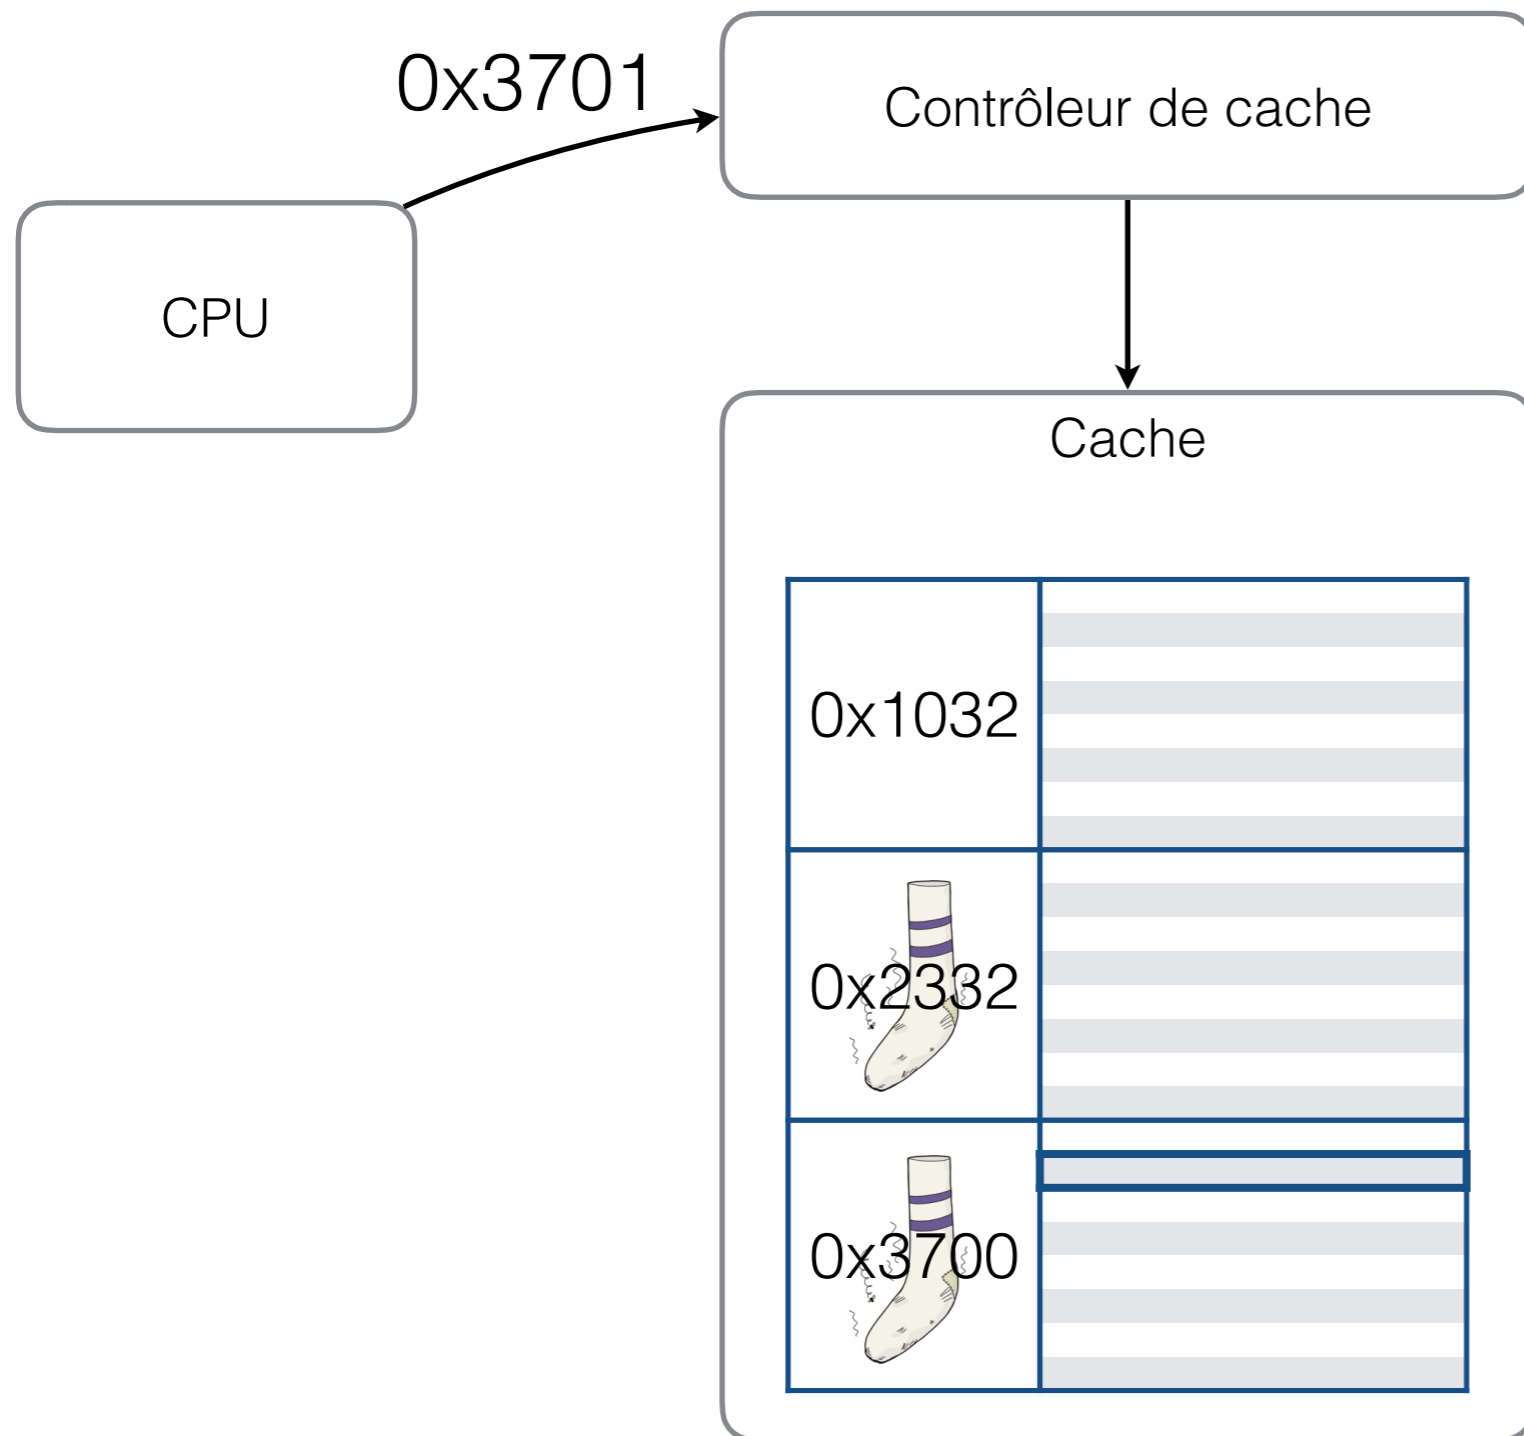 0x3701
Contrôleur de cache
CPU
Cache
0x1032
0x2332
0x3700